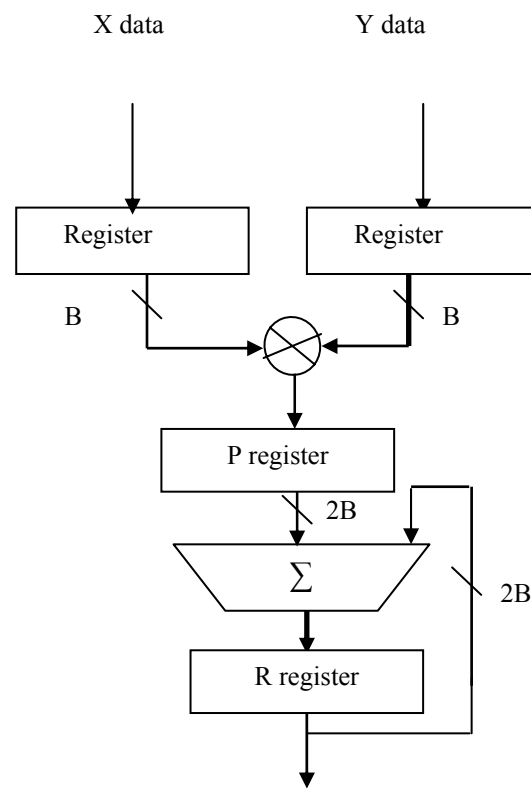 X data
Y data
Register
Register
B
B
P register
2B
∑
2B
R register